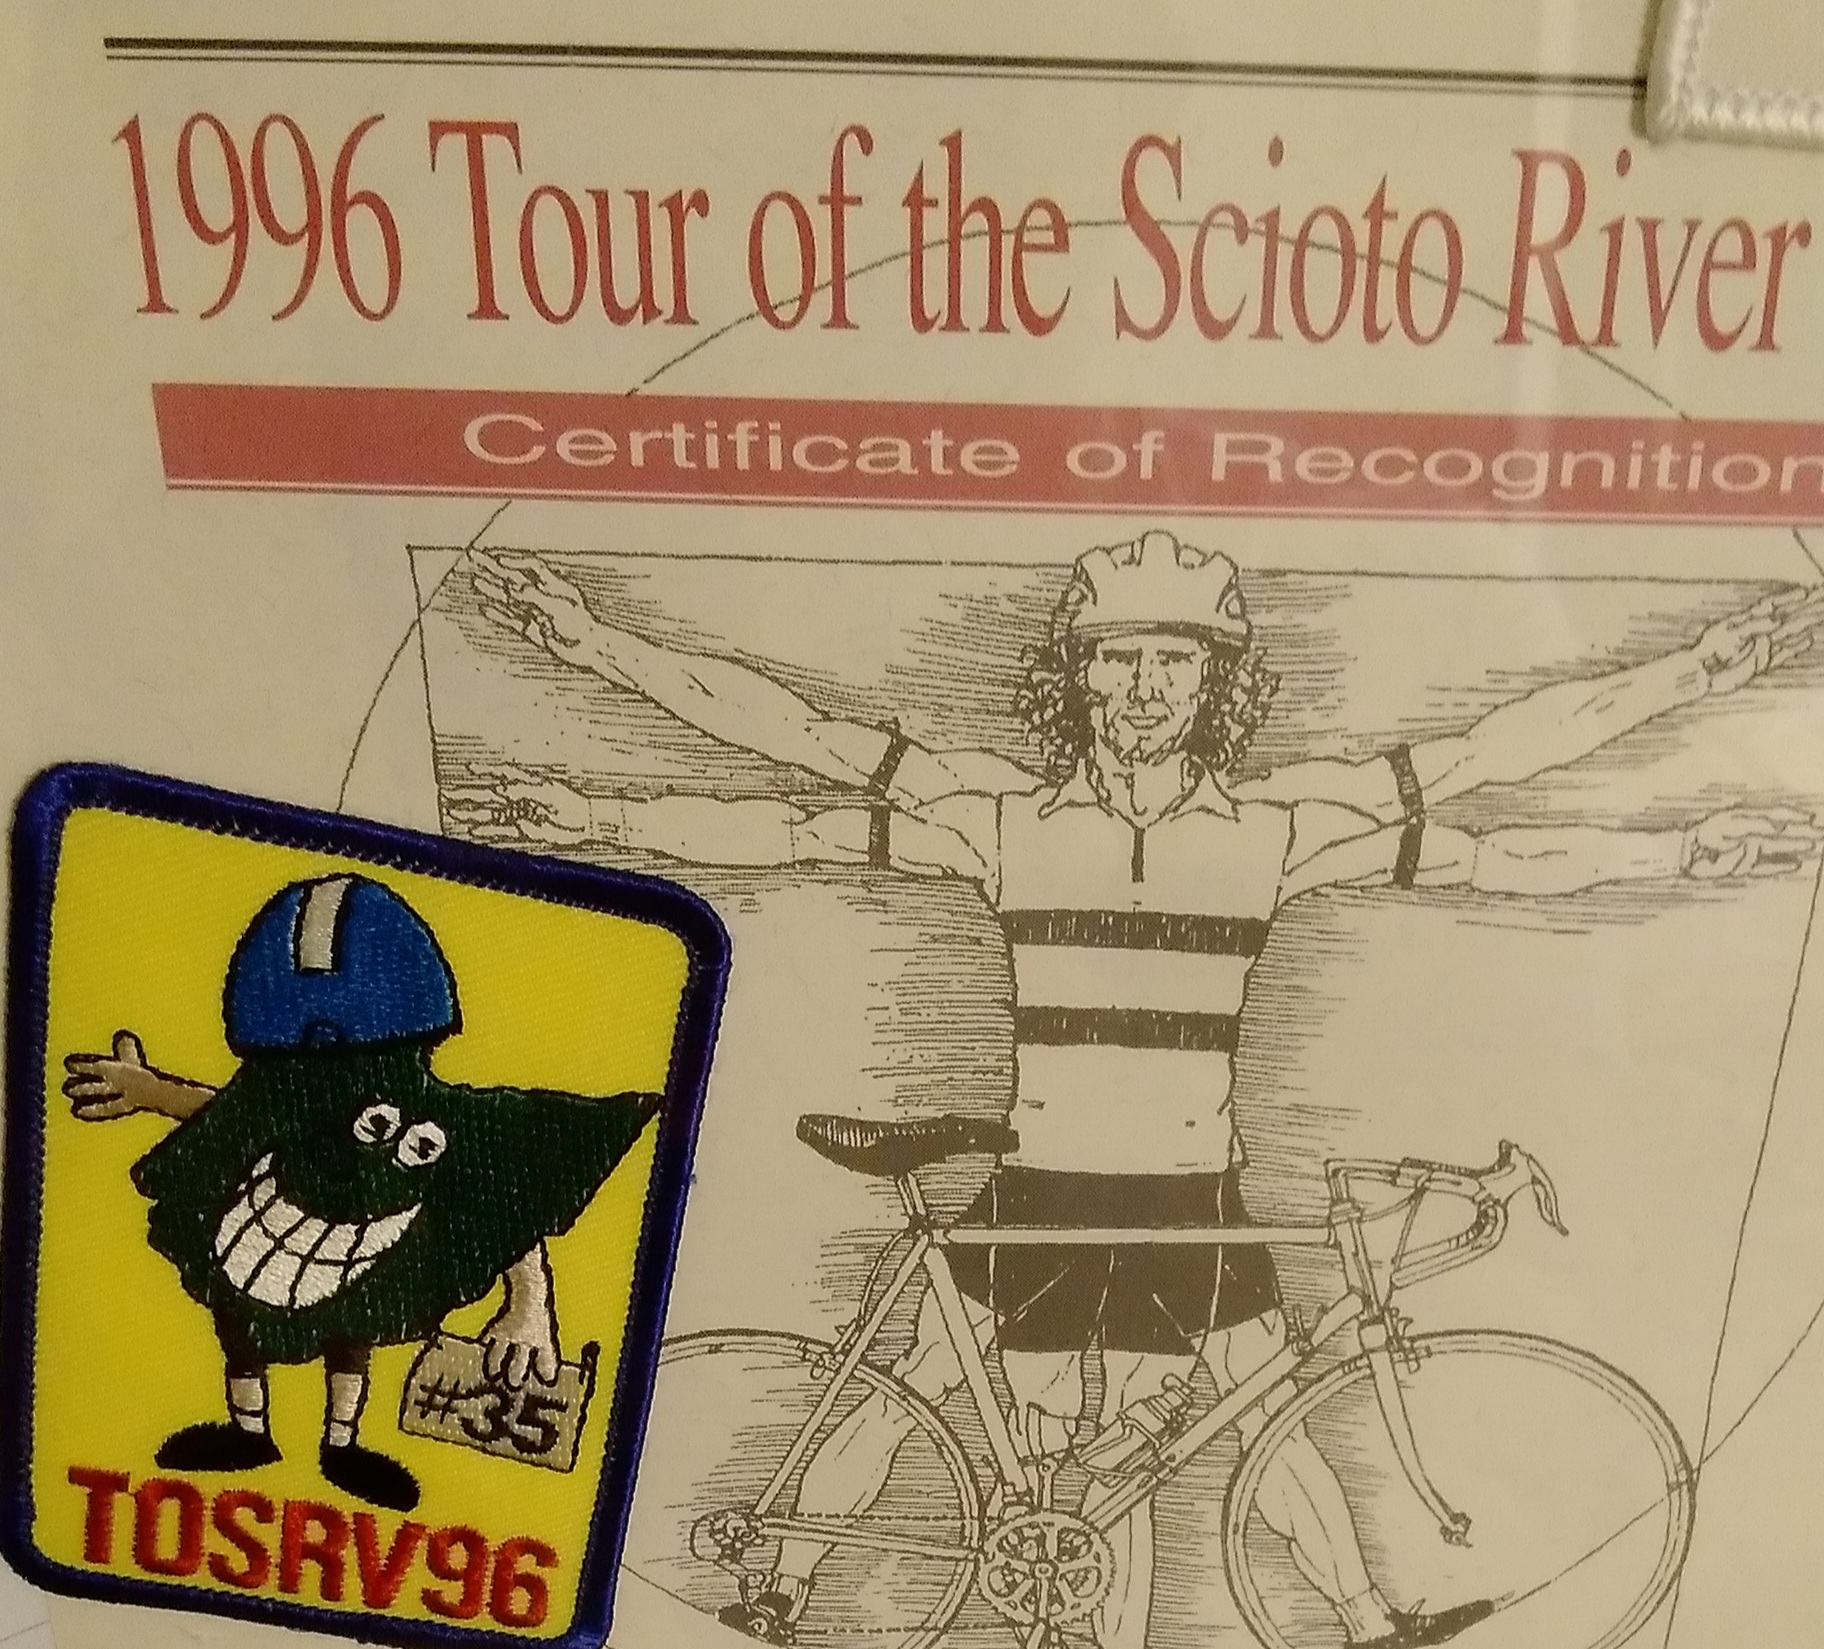 1996 Tour of the Scioto River
Certificate of Recognition
#35
TOSRV96